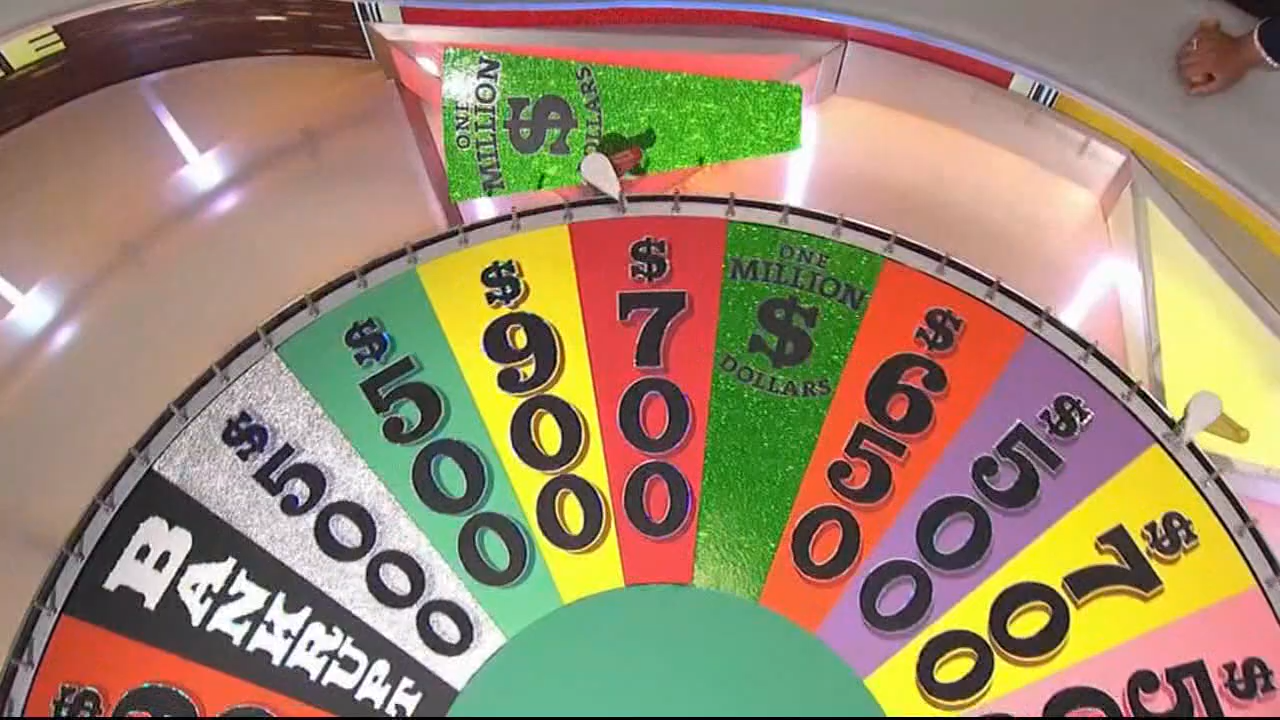 ONE
MILLION
$
DOLLARS
$700
ONE
MILLION
$
DOLLARS
$900
$650
$500
$500
$5000
$700
BANKRUPT